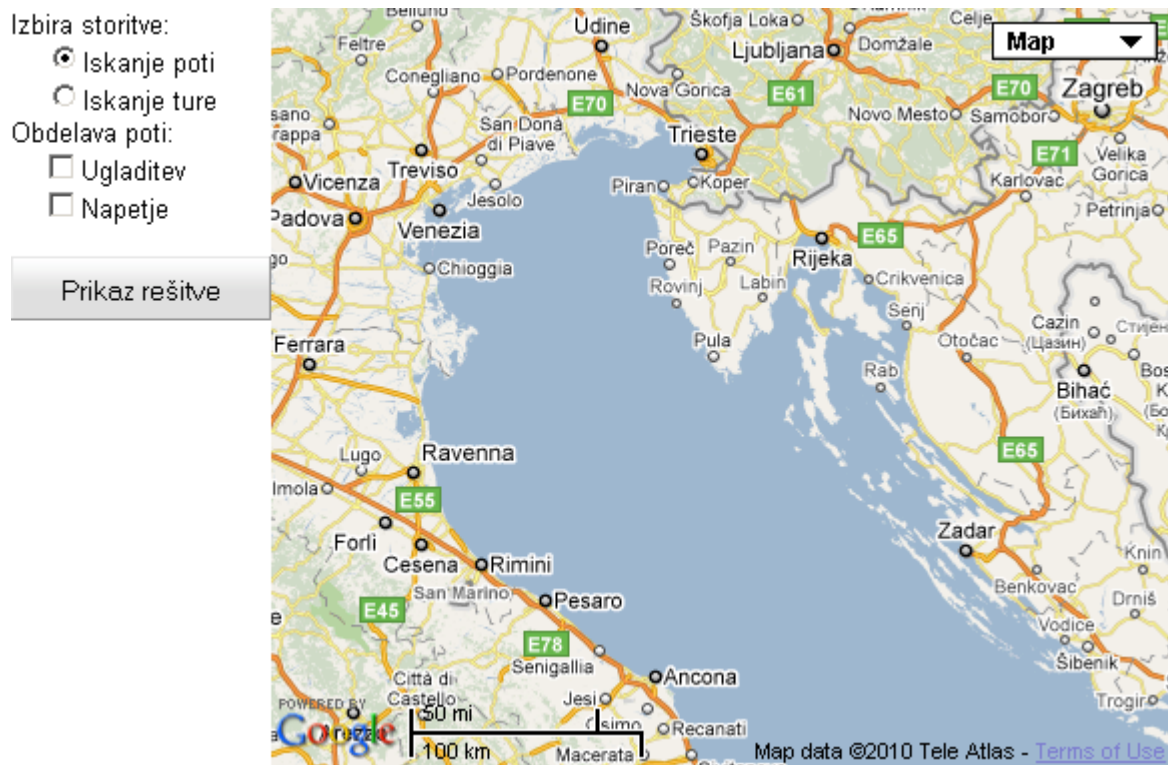 Izbira storitve:
Iskanje poti
Iskanje ture
Obdelava poti:
Ugladitev
Napetje
Prikaz rešitve
Map
Belluno
Udine
Škofja Loka
Celje
Feltre
Ljubljana
Domžale
Conegliano
Pordenone
Nova Gorica
E61
E70
Zagreb
E70
Novo Mesto
Samobor
San Donà
di Piave
Trieste
E71
Velika
Gorica
Treviso
Vicenza
Piran
Koper
Karlovac
Jesolo
Padova
Venezia
Petrinja
E65
Poreč
Pazin
Rijeka
Chioggia
Rovinj
Labin
Crikvenica
Senj
Cazin
(Цазин)
Ferrara
Pula
Otočac
Rab
Bihać
(Бихаћ)
Lugo
Ravenna
E65
Imola
E55
Forlì
Zadar
Cesena
Rimini
Knin
San Marino
Pesaro
Benkovac
Drniš
E45
Vodice
E78
Senigallia
Šibenik
Città di
Castello
Ancona
Jesi
Trogir
POWERED BY
Google
Arezzo
50 mi
Osimo
Recanati
100 km
Macerata
Map data ©2010 Tele Atlas - Terms of Use